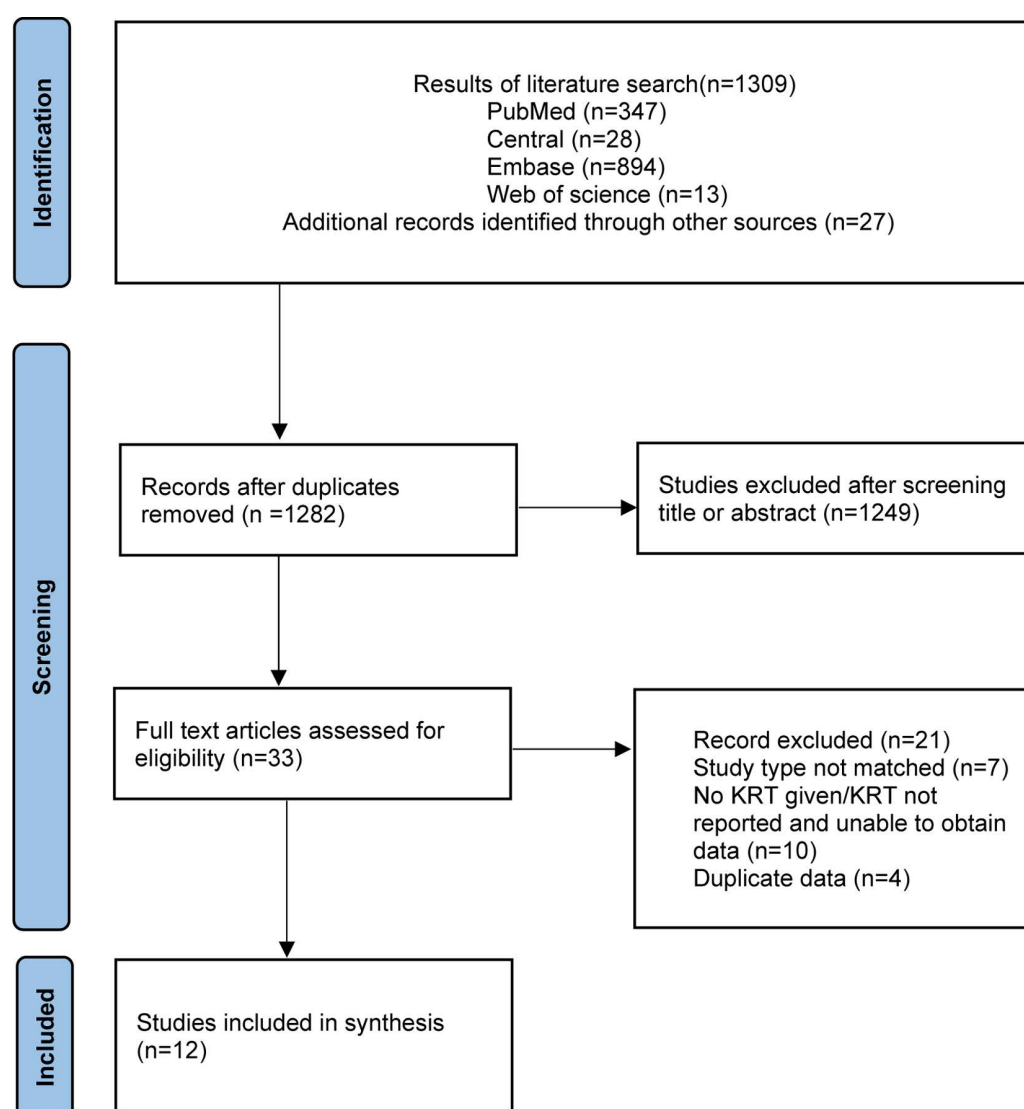 Identification
Results of literature search(n=1309)
PubMed (n=347)
Central (n=28)
Embase (n=894)
Web of science (n=13)
Additional records identified through other sources (n=27)
Screening
Records after duplicates
removed (n =1282)
Studies excluded after screening
title or abstract (n=1249)
Full text articles assessed for
eligibility (n=33)
Record excluded (n=21)
Study type not matched (n=7)
No KRT given/KRT not
reported and unable to obtain
data (n=10)
Duplicate data (n=4)
Included
Studies included in synthesis
(n=12)